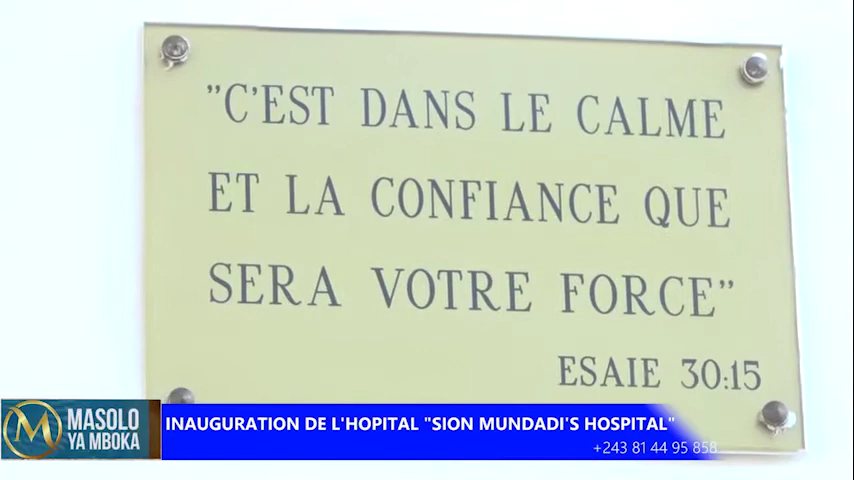 "C'EST DANS LE CALME
ET LA CONFIANCE QUE
SERA VOTRE FORCE"
ESAIE 30:15
M
MASOLO
YA MBOKA
INAUGURATION DE L'HOPITAL "SION MUNDADI'S HOSPITAL"
+243 81 44 95 858